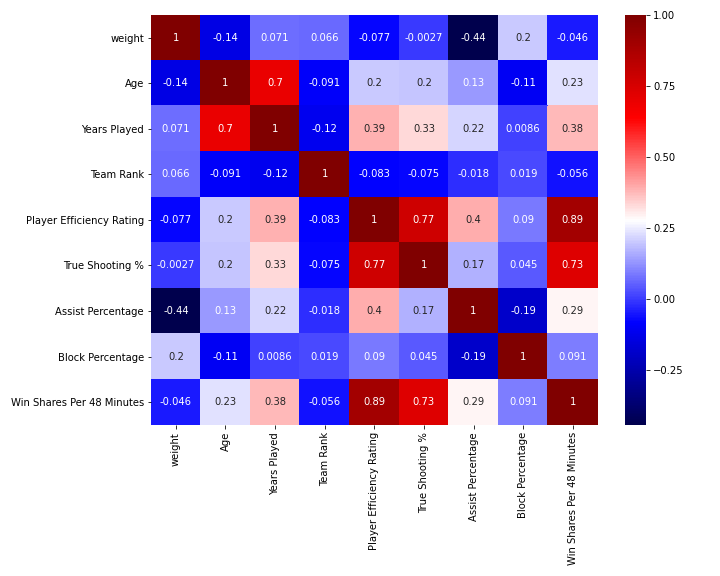 weight 1 -0.14 0.071 0.066 -0.077 -0.0027 -0.44 0.2 -0.046
Age -0.14 1 0.7 -0.091 0.2 0.2 0.13 -0.11 0.23
Years Played 0.071 0.7 1 -0.12 0.39 0.33 0.22 0.0086 0.38
Team Rank 0.066 -0.091 -0.12 1 -0.083 -0.075 -0.018 0.019 -0.056
Player Efficiency Rating -0.077 0.2 0.39 -0.083 1 0.77 0.4 0.09 0.89
True Shooting % -0.0027 0.2 0.33 -0.075 0.77 1 0.17 0.045 0.73
Assist Percentage -0.44 0.13 0.22 -0.018 0.4 0.17 1 -0.19 0.29
Block Percentage 0.2 -0.11 0.0086 0.019 0.09 0.045 -0.19 1 0.091
Win Shares Per 48 Minutes -0.046 0.23 0.38 -0.056 0.89 0.73 0.29 0.091 1
weight
Age
Years Played
Team Rank
Player Efficiency Rating
True Shooting %
Assist Percentage
Block Percentage
Win Shares Per 48 Minutes
1.00
0.75
0.50
0.25
0.00
-0.25